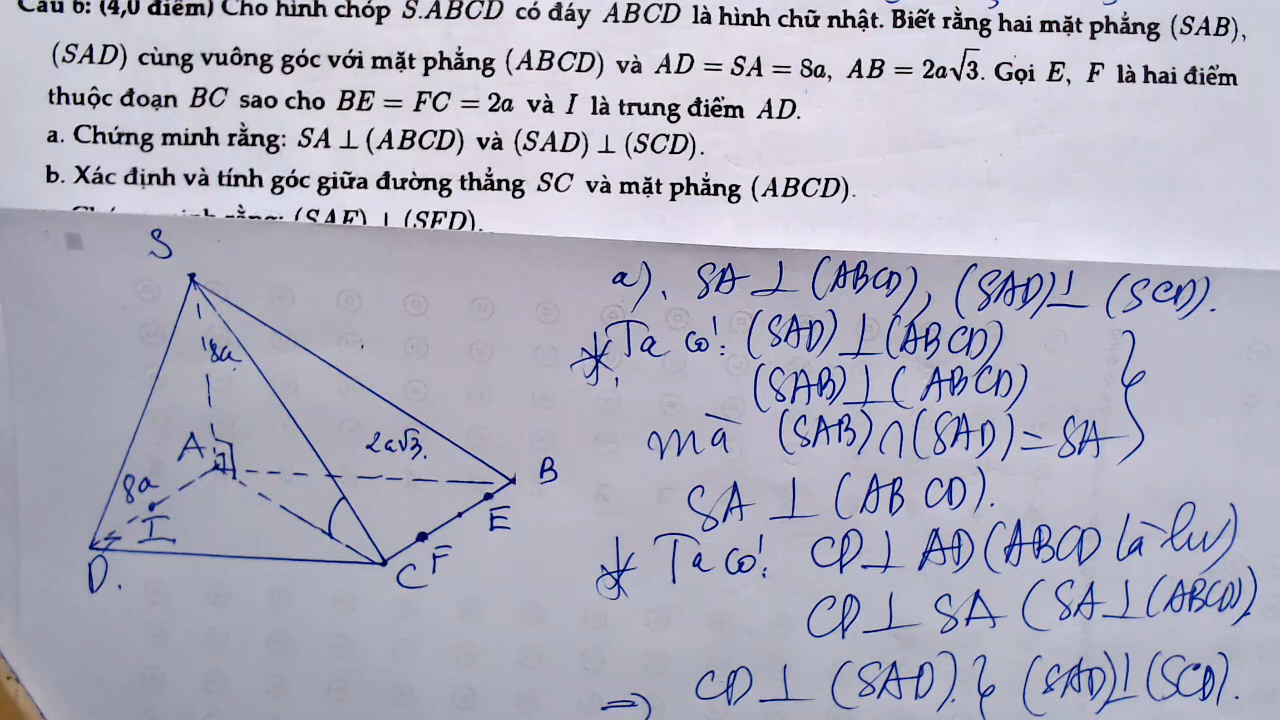 Câu 6: (4,0 điểm) Cho hình chóp S.ABCD có đáy ABCD là hình chữ nhật. Biết rằng hai mặt phẳng (SAB),
(SAD) cùng vuông góc với mặt phẳng (ABCD) và AD = SA = 8a, AB = 2a√3. Gọi E, F là hai điểm
thuộc đoạn BC sao cho BE = FC = 2a và I là trung điểm AD.
a. Chứng minh rằng: SA ⊥ (ABCD) và (SAD) ⊥ (SCD).
b. Xác định và tính góc giữa đường thẳng SC và mặt phẳng (ABCD).
(SAF) ⊥ (SFD).
S
8a
A
2a√3.
B
8a
I
E
F
D.
C
a). SA ⊥ (ABCD), (SAD) ⊥ (SCD).
* Ta có: (SAD) ⊥ (ABCD)
(SAB) ⊥ (ABCD) }
mà (SAB) ∩ (SAD) = SA
SA ⊥ (ABCD).
* Ta có: CD ⊥ AD (ABCD là hcn)
CD ⊥ SA (SA ⊥ (ABCD))
=> CD ⊥ (SAD). } (SAD) ⊥ (SCD).